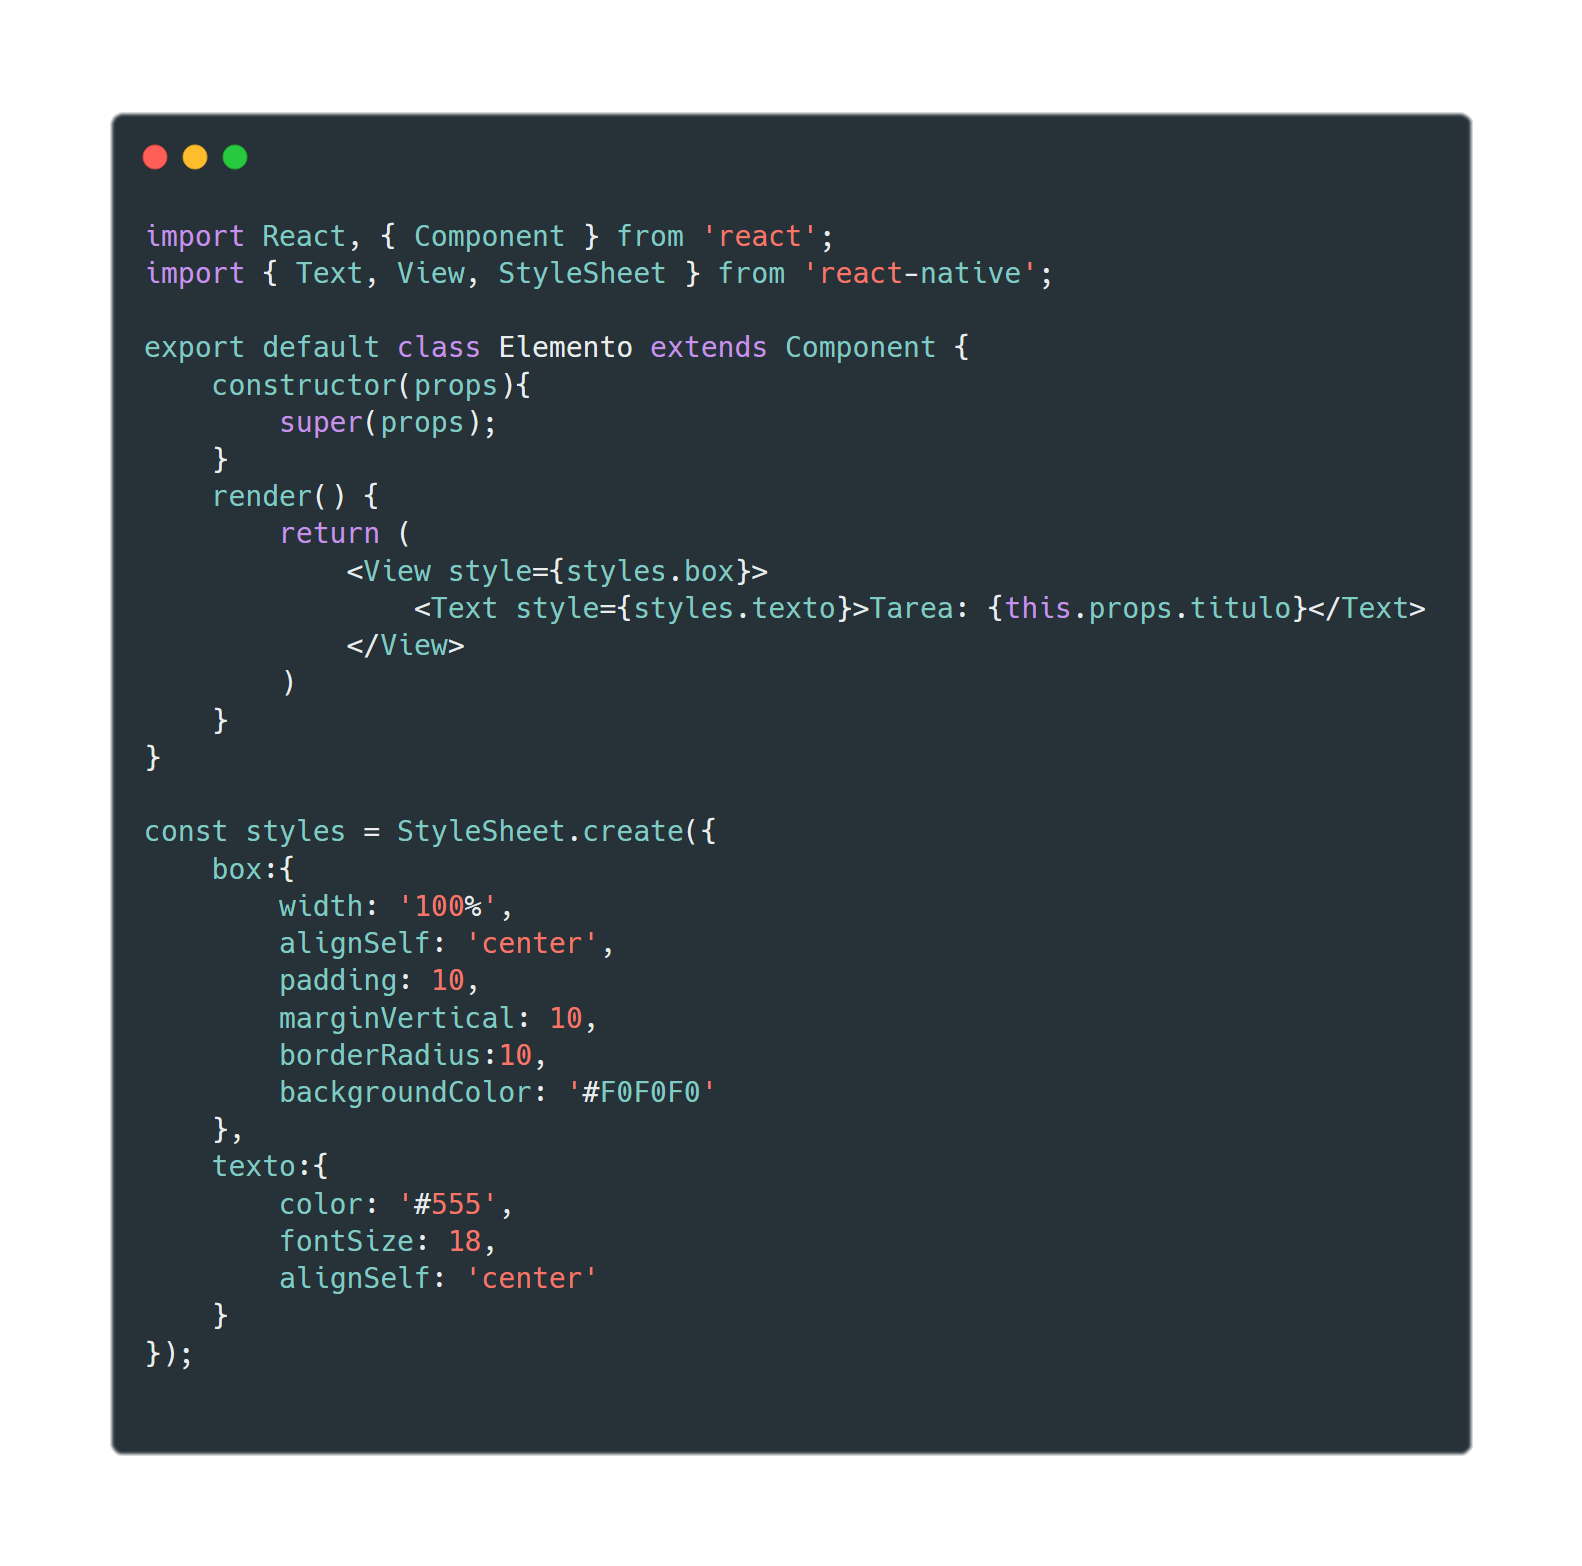 import React, { Component } from 'react';
import { Text, View, StyleSheet } from 'react-native';

export default class Elemento extends Component {
    constructor(props){
        super(props);
    }
    render() {
        return (
            <View style={styles.box}>
                <Text style={styles.texto}>Tarea: {this.props.titulo}</Text>
            </View>
        )
    }
}

const styles = StyleSheet.create({
    box:{
        width: '100%',
        alignSelf: 'center',
        padding: 10,
        marginVertical: 10,
        borderRadius:10,
        backgroundColor: '#F0F0F0'
    },
    texto:{
        color: '#555',
        fontSize: 18,
        alignSelf: 'center'
    }
});